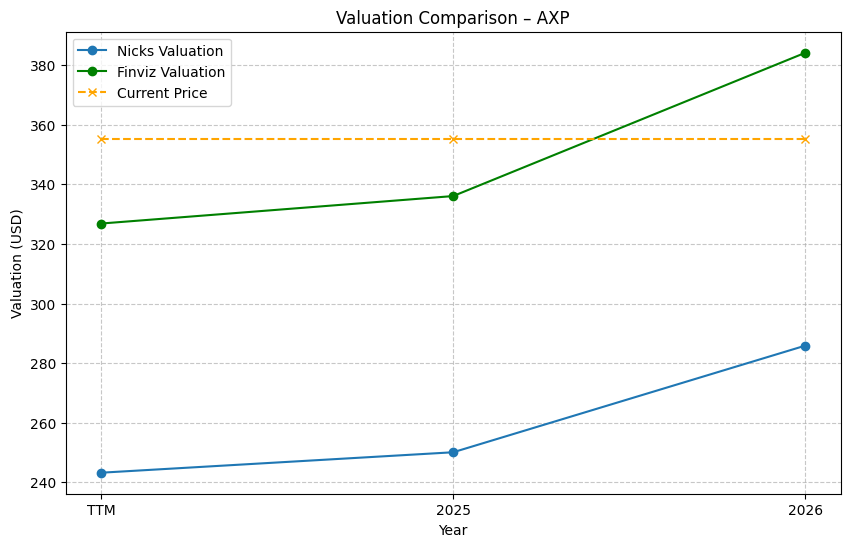 Valuation Comparison – AXP
Nicks Valuation
Finviz Valuation
Current Price
Valuation (USD)
380
360
340
320
300
280
260
240
TTM
2025
2026
Year